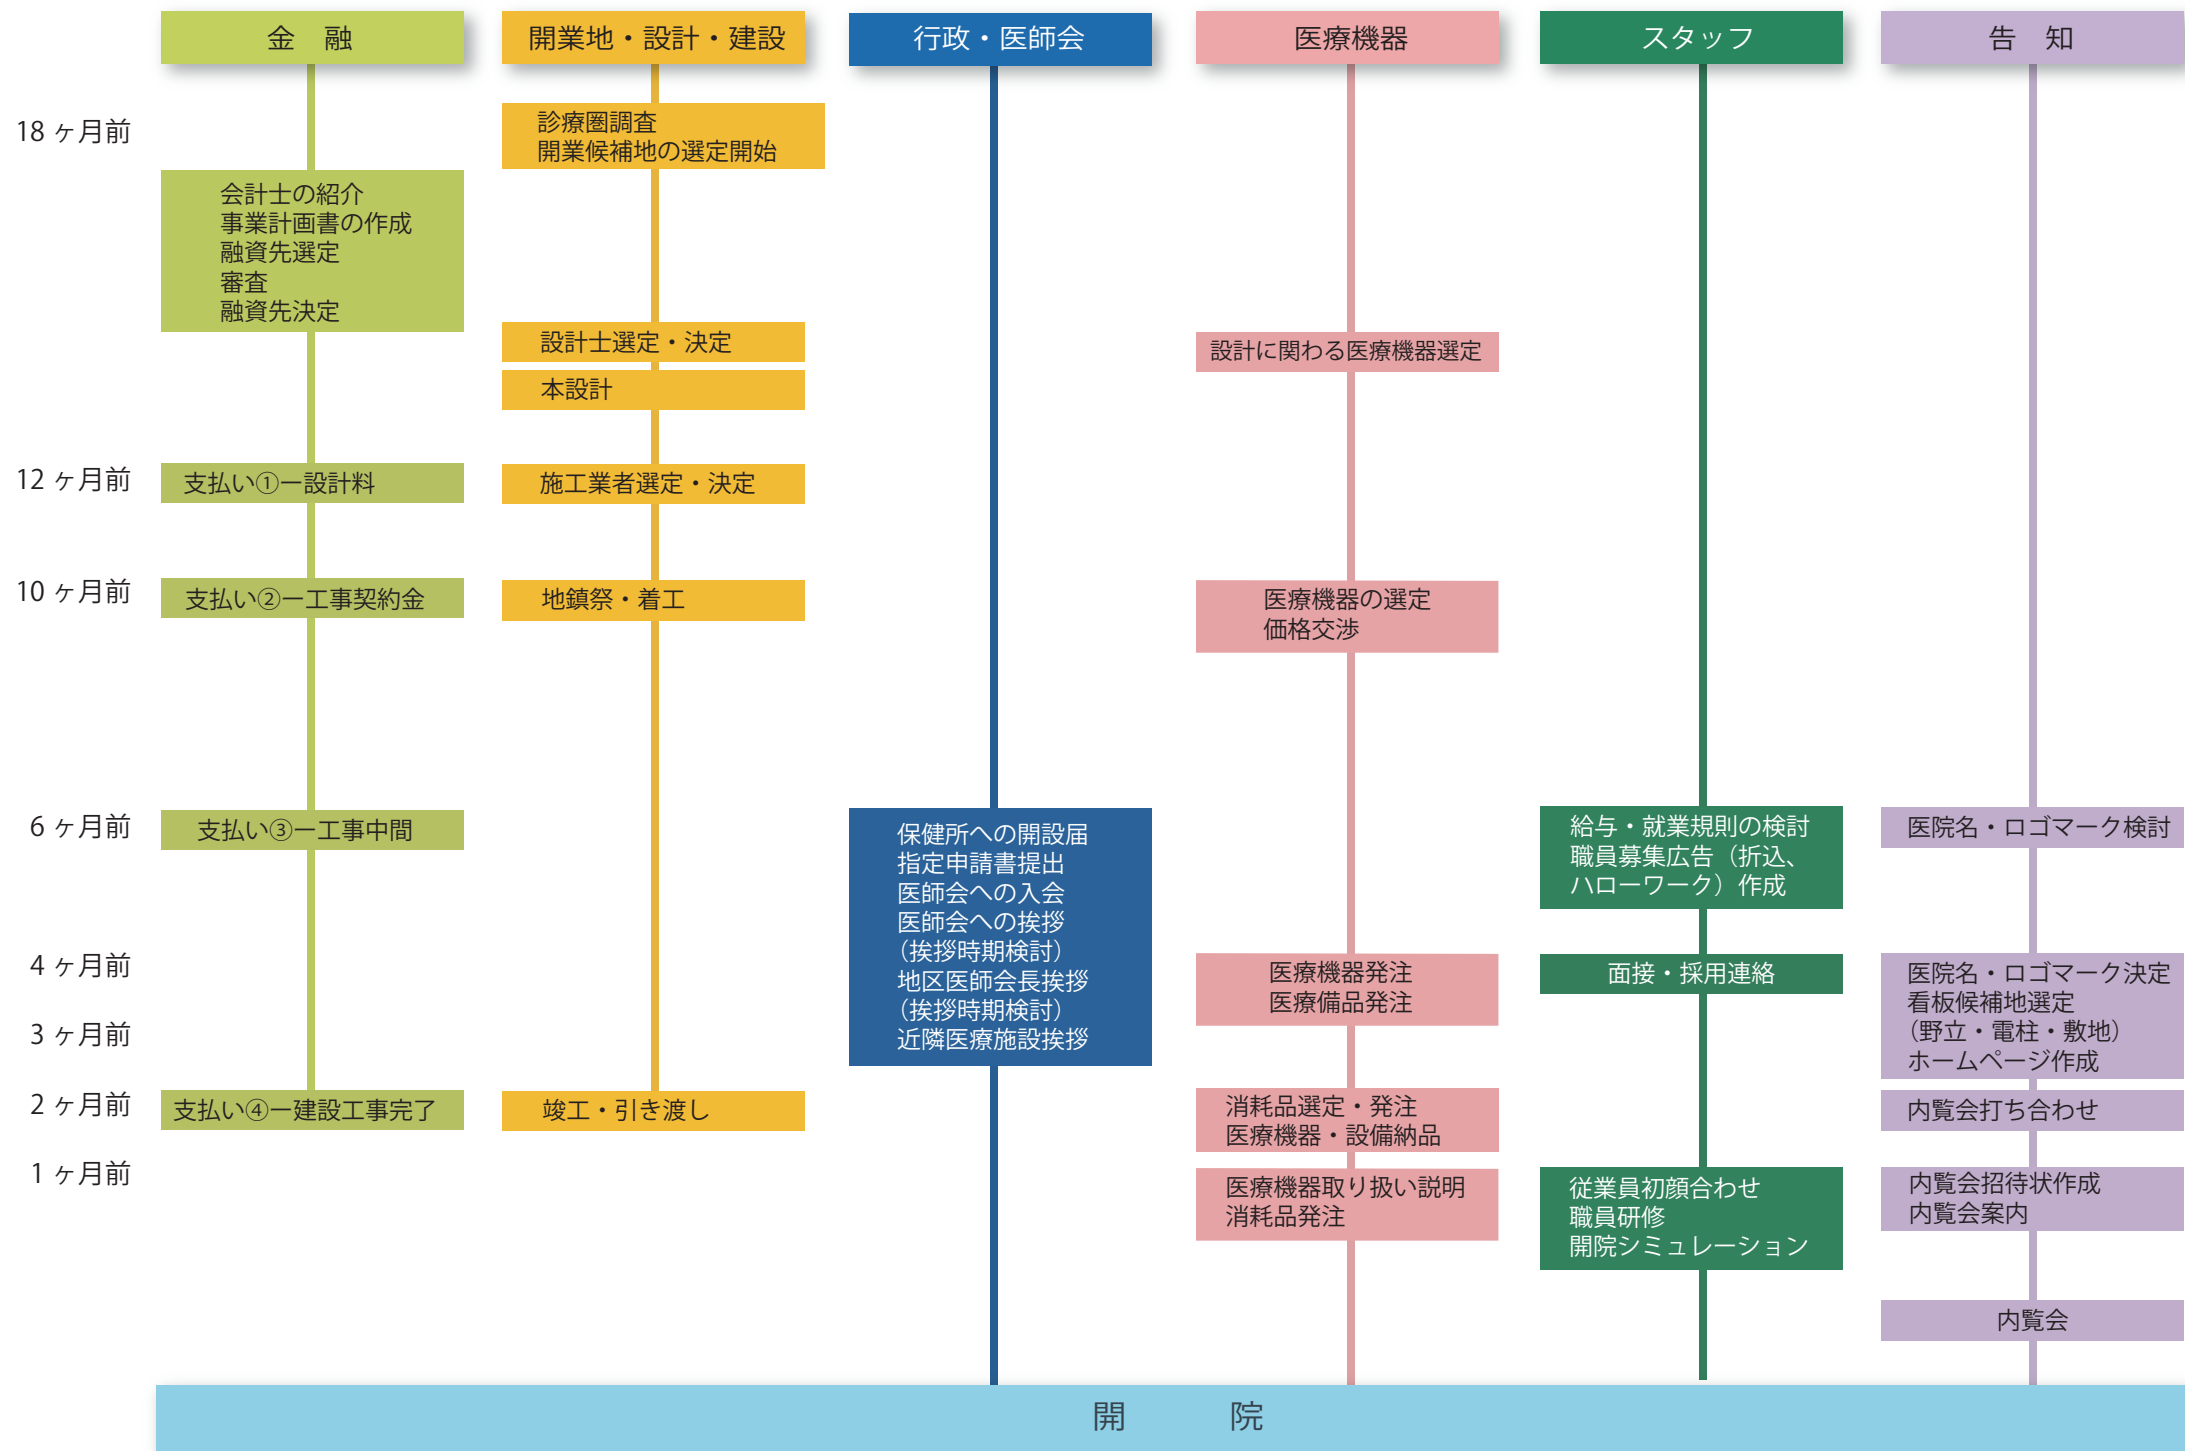 金　融
開業地・設計・建設
行政・医師会
医療機器
スタッフ
告　知
18 ヶ月前
診療圏調査
開業候補地の選定開始
会計士の紹介
事業計画書の作成
融資先選定
審査
融資先決定
設計士選定・決定
設計に関わる医療機器選定
本設計
12 ヶ月前
支払い①ー設計料
施工業者選定・決定
10 ヶ月前
支払い②ー工事契約金
地鎮祭・着工
医療機器の選定
価格交渉
6 ヶ月前
支払い③ー工事中間
保健所への開設届
指定申請書提出
医師会への入会
医師会への挨拶
（挨拶時期検討）
地区医師会長挨拶
（挨拶時期検討）
近隣医療施設挨拶
給与・就業規則の検討
職員募集広告（折込、
ハローワーク）作成
医院名・ロゴマーク検討
4 ヶ月前
医療機器発注
医療備品発注
面接・採用連絡
医院名・ロゴマーク決定
看板候補地選定
（野立・電柱・敷地）
ホームページ作成
3 ヶ月前
2 ヶ月前
支払い④ー建設工事完了
竣工・引き渡し
消耗品選定・発注
医療機器・設備納品
内覧会打ち合わせ
1 ヶ月前
医療機器取り扱い説明
消耗品発注
従業員初顔合わせ
職員研修
開院シミュレーション
内覧会招待状作成
内覧会案内
内覧会
開　院